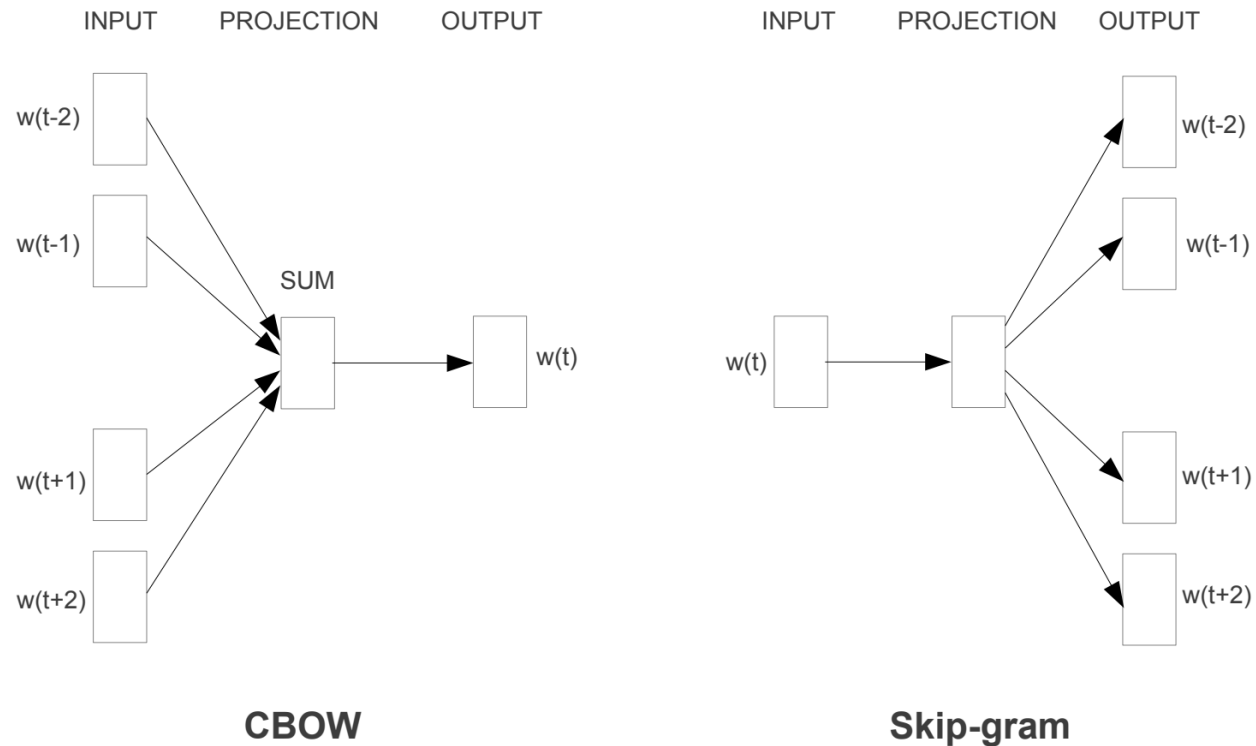 INPUT PROJECTION OUTPUT
w(t-2)
w(t-1)
SUM
w(t)
w(t+1)
w(t+2)
CBOW
INPUT PROJECTION OUTPUT
w(t-2)
w(t-1)
w(t)
w(t+1)
w(t+2)
Skip-gram